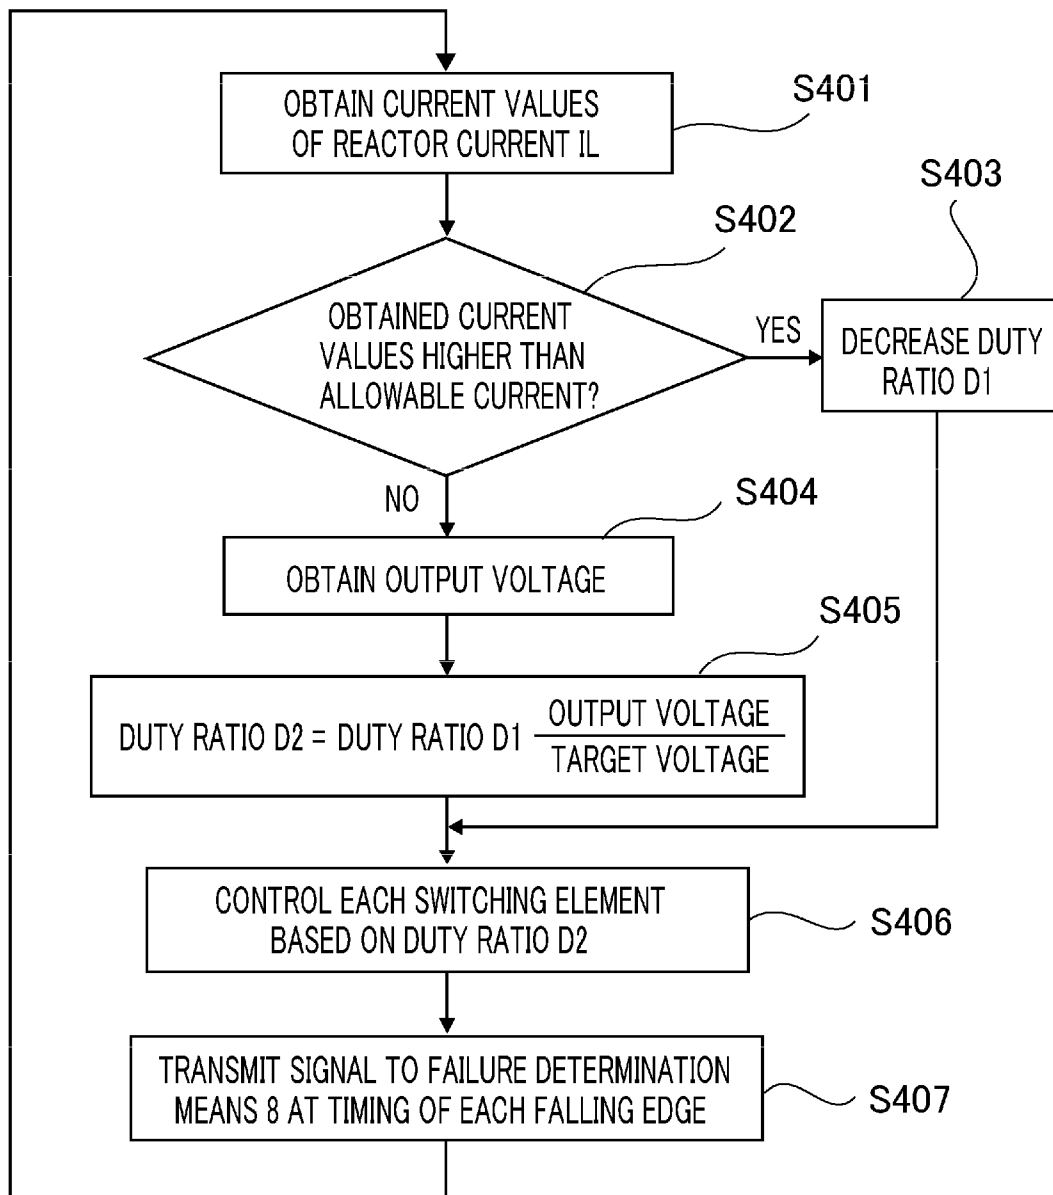 OBTAIN CURRENT VALUES
OF REACTOR CURRENT IL
S401
S402
OBTAINED CURRENT
VALUES HIGHER THAN
ALLOWABLE CURRENT?
YES
S403
DECREASE DUTY
RATIO D1
NO
S404
OBTAIN OUTPUT VOLTAGE
S405
DUTY RATIO D2 = DUTY RATIO D1
OUTPUT VOLTAGE
TARGET VOLTAGE
CONTROL EACH SWITCHING ELEMENT
BASED ON DUTY RATIO D2
S406
TRANSMIT SIGNAL TO FAILURE DETERMINATION
MEANS 8 AT TIMING OF EACH FALLING EDGE
S407